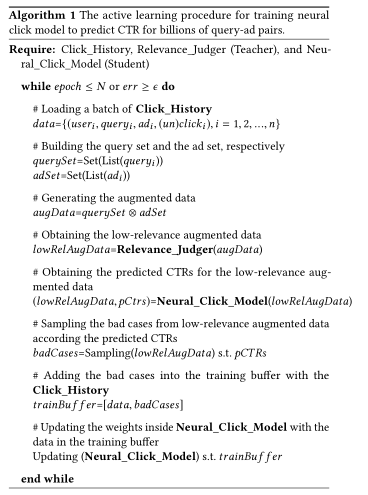 Algorithm 1 The active learning procedure for training neural
click model to predict CTR for billions of query-ad pairs.
Require: Click_History, Relevance_Judger (Teacher), and Neu-
ral_Click_Model (Student)
while epoch ≤ N or err ≥ ϵ do
# Loading a batch of Click_History
data={(user_i, query_i, ad_i, (un)click_i), i = 1, 2, ..., n}
# Building the query set and the ad set, respectively
querySet=Set(List(query_i))
adSet=Set(List(ad_i))
# Generating the augmented data
augData=querySet ⊗ adSet
# Obtaining the low-relevance augmented data
lowRelAugData=Relevance_Judger(augData)
# Obtaining the predicted CTRs for the low-relevance aug-
mented data
(lowRelAugData, pCtrs)=Neural_Click_Model(lowRelAugData)
# Sampling the bad cases from low-relevance augmented data
according the predicted CTRs
badCases=Sampling(lowRelAugData) s.t. pCTRs
# Adding the bad cases into the training buffer with the
Click_History
trainBuffer=[data, badCases]
# Updating the weights inside Neural_Click_Model with the
data in the training buffer
Updating (Neural_Click_Model) s.t. trainBuffer
end while